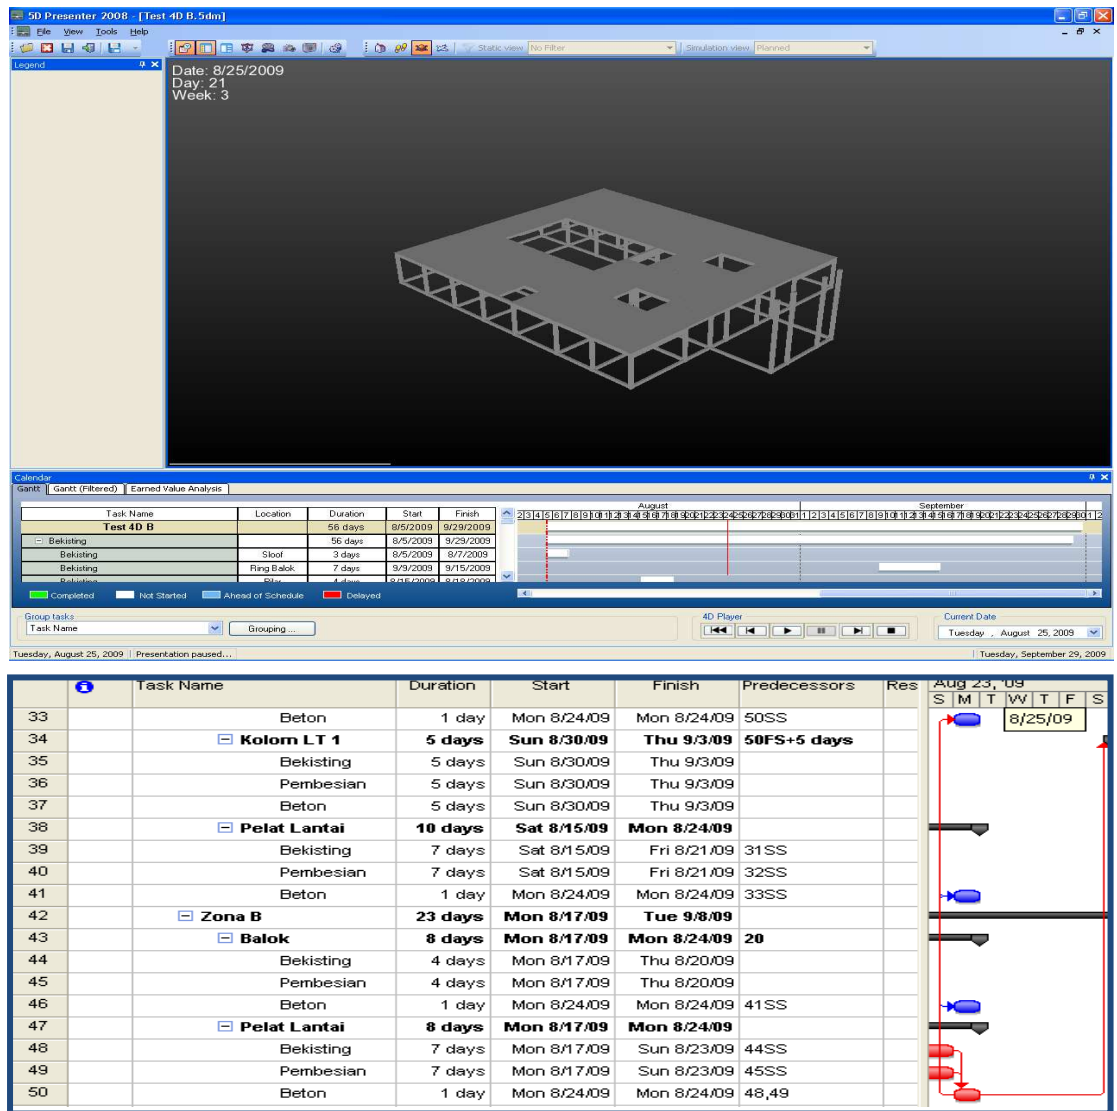 5D Presenter 2008 - [Test 4D B.5dm]
File View Tools Help
Static view No Filter Simulation view Planned
Legend
Date: 8/25/2009
Day: 21
Week: 3
Calendar
Gantt Gantt (Filtered) Earned Value Analysis
August September
Task Name Location Duration Start Finish
Test 4D B 56 days 8/5/2009 9/29/2009
Bekisting 56 days 8/5/2009 9/29/2009
Bekisting Sloof 3 days 8/5/2009 8/7/2009
Bekisting Ring Balok 7 days 9/9/2009 9/15/2009
Bekisting Pilar 4 days 8/15/2009 8/18/2009
Completed Not Started Ahead of Schedule Delayed
Group tasks 4D Player Current Date
Task Name Grouping ... Tuesday , August 25, 2009
Tuesday, August 25, 2009 Presentation paused... Tuesday, September 29, 2009
Task Name Duration Start Finish Predecessors Res Aug 23, '09
S M T W T F S
33 Beton 1 day Mon 8/24/09 Mon 8/24/09 50SS 8/25/09
34 Kolom LT 1 5 days Sun 8/30/09 Thu 9/3/09 50FS+5 days
35 Bekisting 5 days Sun 8/30/09 Thu 9/3/09
36 Pembesian 5 days Sun 8/30/09 Thu 9/3/09
37 Beton 5 days Sun 8/30/09 Thu 9/3/09
38 Pelat Lantai 10 days Sat 8/15/09 Mon 8/24/09
39 Bekisting 7 days Sat 8/15/09 Fri 8/21/09 31SS
40 Pembesian 7 days Sat 8/15/09 Fri 8/21/09 32SS
41 Beton 1 day Mon 8/24/09 Mon 8/24/09 33SS
42 Zona B 23 days Mon 8/17/09 Tue 9/8/09
43 Balok 8 days Mon 8/17/09 Mon 8/24/09 20
44 Bekisting 4 days Mon 8/17/09 Thu 8/20/09
45 Pembesian 4 days Mon 8/17/09 Thu 8/20/09
46 Beton 1 day Mon 8/24/09 Mon 8/24/09 41SS
47 Pelat Lantai 8 days Mon 8/17/09 Mon 8/24/09
48 Bekisting 7 days Mon 8/17/09 Sun 8/23/09 44SS
49 Pembesian 7 days Mon 8/17/09 Sun 8/23/09 45SS
50 Beton 1 day Mon 8/24/09 Mon 8/24/09 48,49